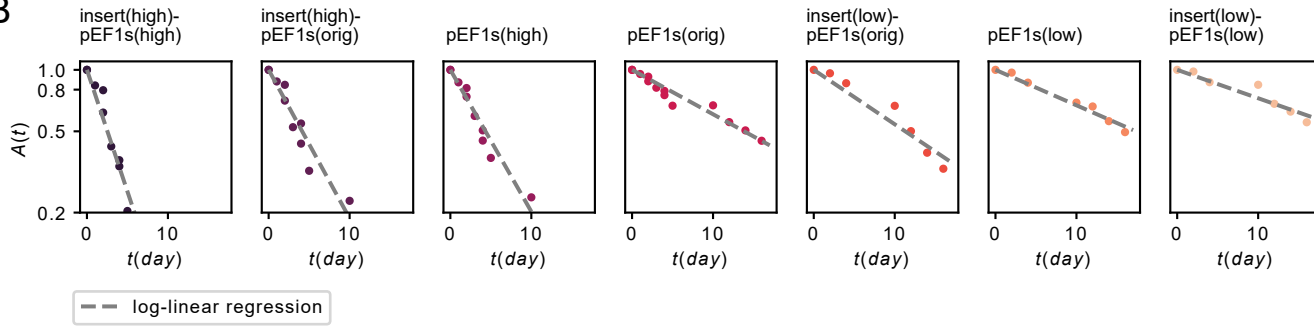 B
insert(high)-
pEF1s(high)
insert(high)-
pEF1s(orig)
pEF1s(high)
pEF1s(orig)
insert(low)-
pEF1s(orig)
pEF1s(low)
insert(low)-
pEF1s(low)
1.0
0.8
0.5
0.2
A(t)
0 10
0 10
0 10
0 10
0 10
0 10
0 10
t(day)
t(day)
t(day)
t(day)
t(day)
t(day)
t(day)
log-linear regression